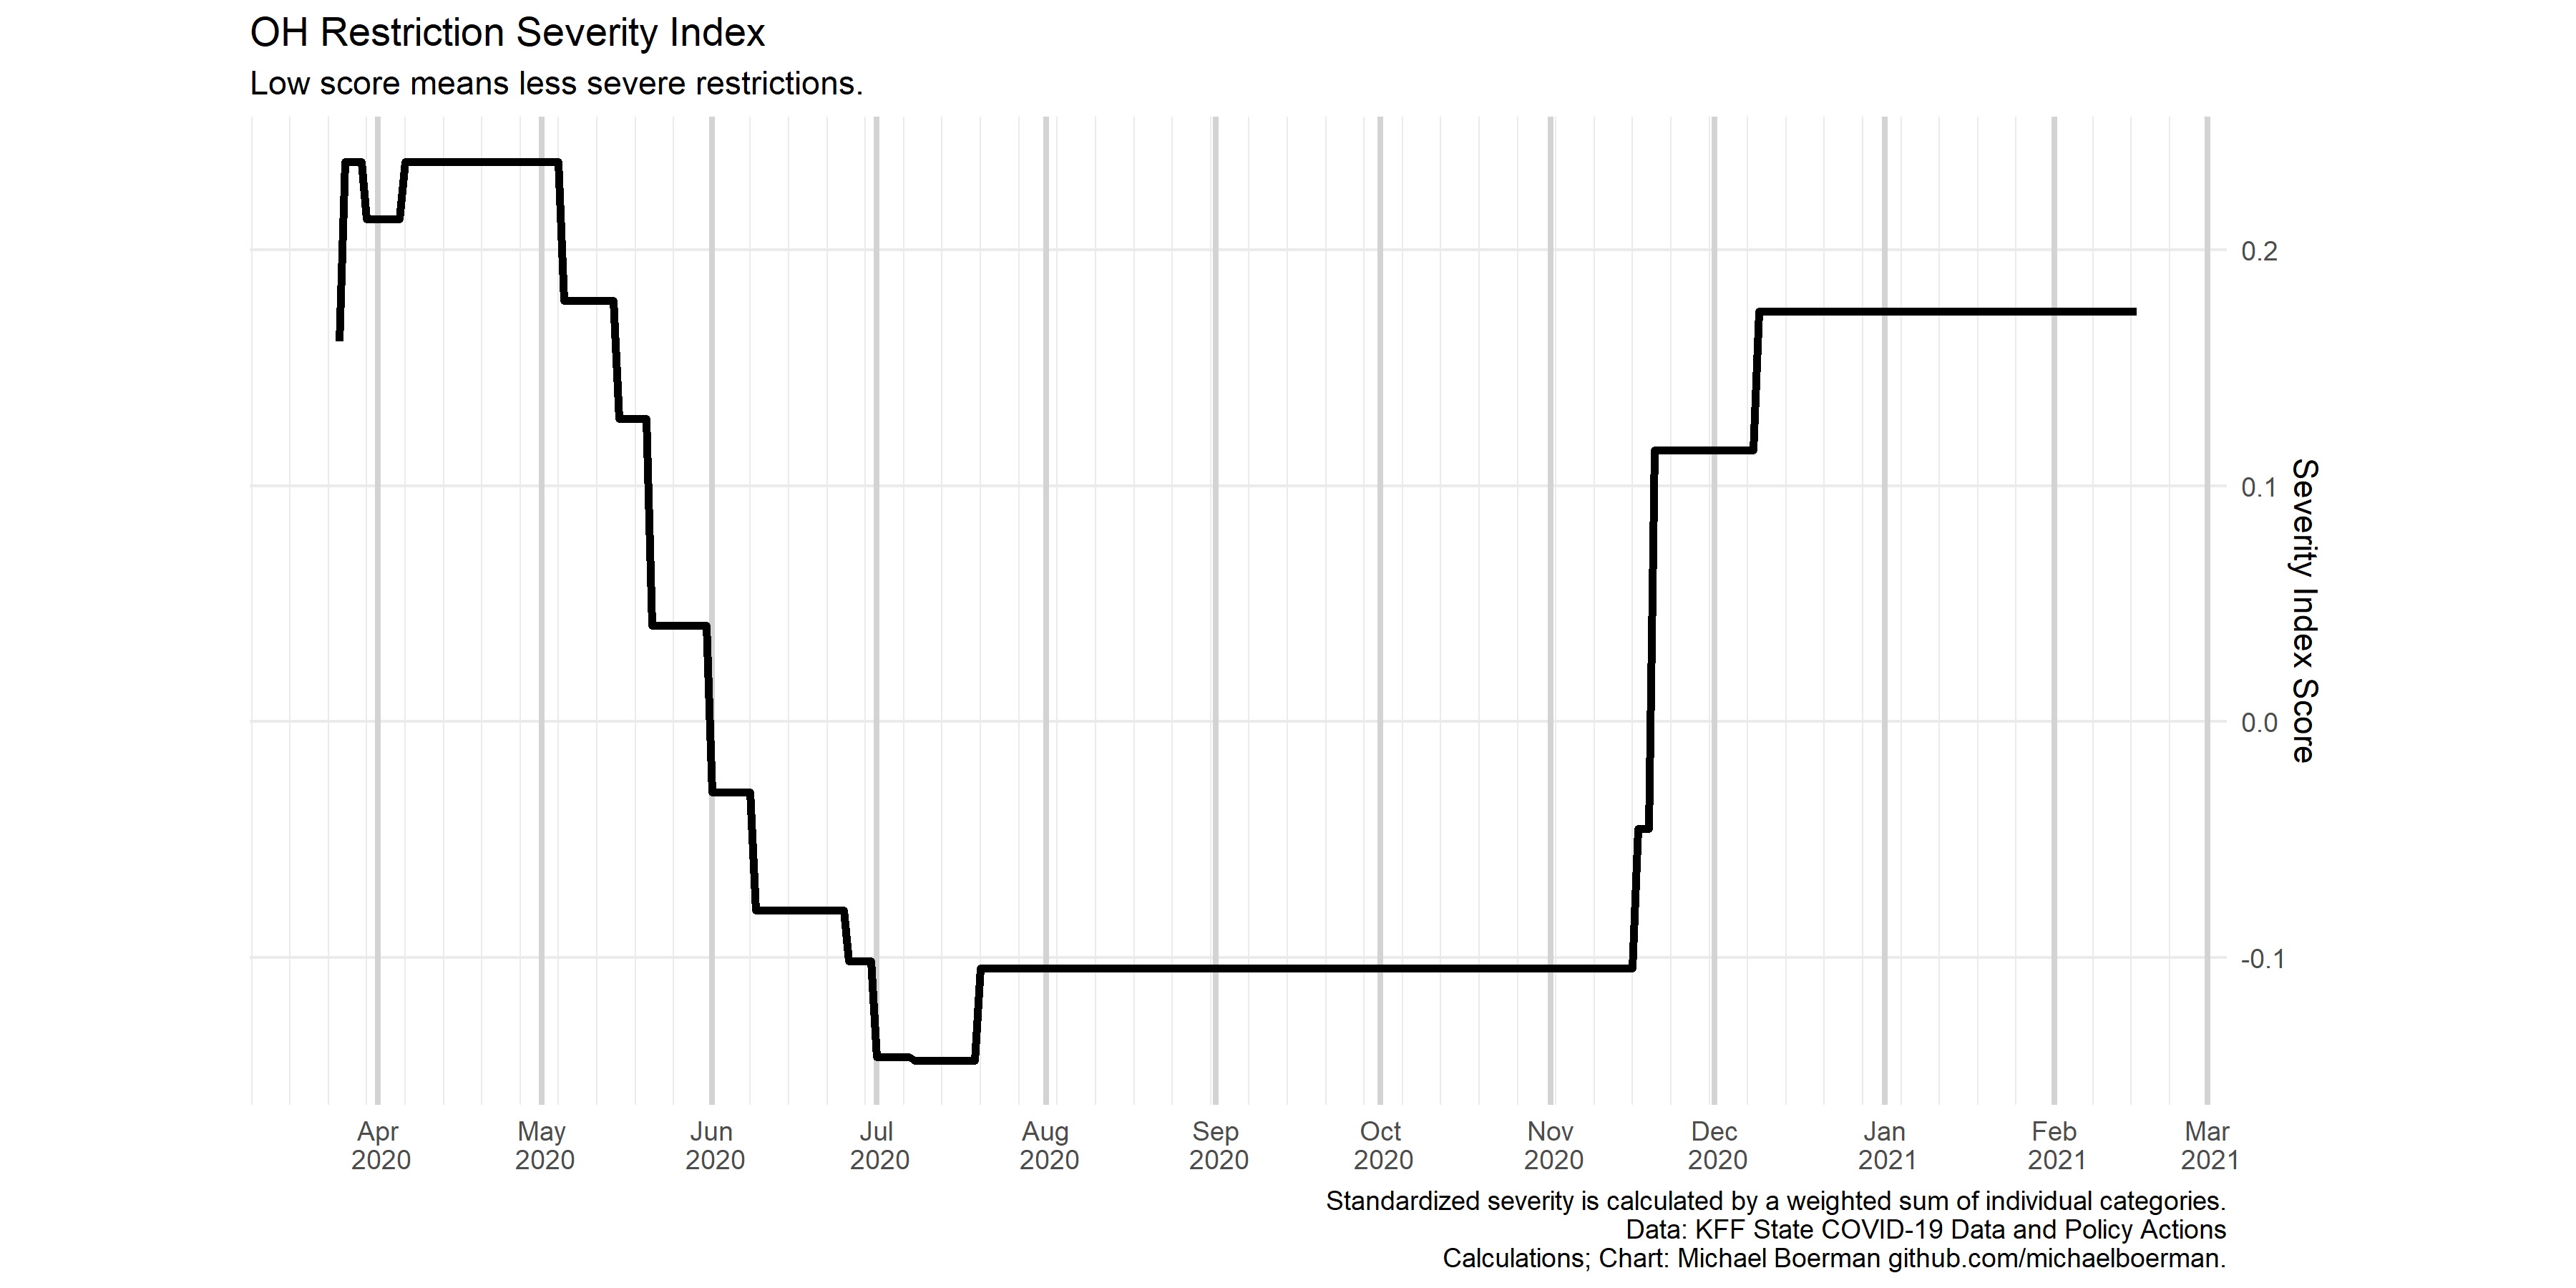 OH Restriction Severity Index
Low score means less severe restrictions.
0.2
0.1
0.0
-0.1
Severity Index Score
Apr 2020
May 2020
Jun 2020
Jul 2020
Aug 2020
Sep 2020
Oct 2020
Nov 2020
Dec 2020
Jan 2021
Feb 2021
Mar 2021
Standardized severity is calculated by a weighted sum of individual categories.
Data: KFF State COVID-19 Data and Policy Actions
Calculations; Chart: Michael Boerman github.com/michaelboerman.